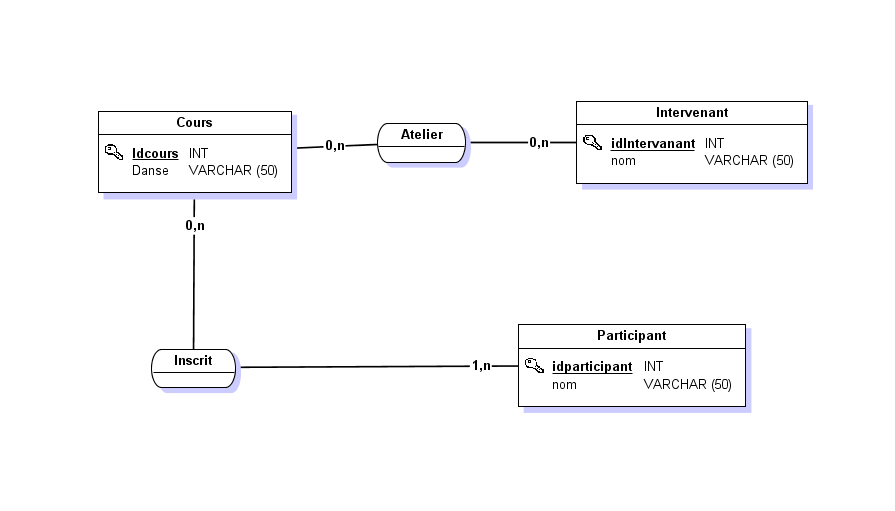 Cours
Idcours INT
Danse VARCHAR (50)
0,n
Atelier
0,n
Intervenant
idIntervanant INT
nom VARCHAR (50)
0,n
Inscrit
1,n
Participant
idparticipant INT
nom VARCHAR (50)